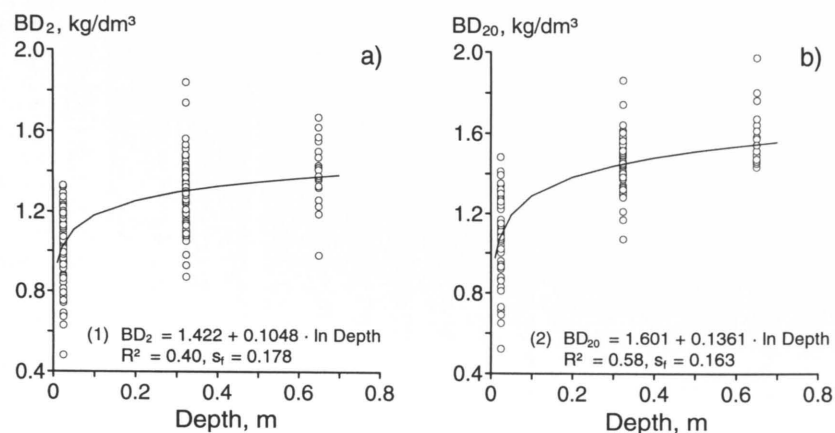 BD₂, kg/dm³
a)
2.0
1.6
1.2
0.8
0.4
0 0.2 0.4 0.6 0.8
Depth, m
(1) BD₂ = 1.422 + 0.1048 · ln Depth
R² = 0.40, sf = 0.178
BD₂₀, kg/dm³
b)
2.0
1.6
1.2
0.8
0.4
0 0.2 0.4 0.6 0.8
Depth, m
(2) BD₂₀ = 1.601 + 0.1361 · ln Depth
R² = 0.58, sf = 0.163